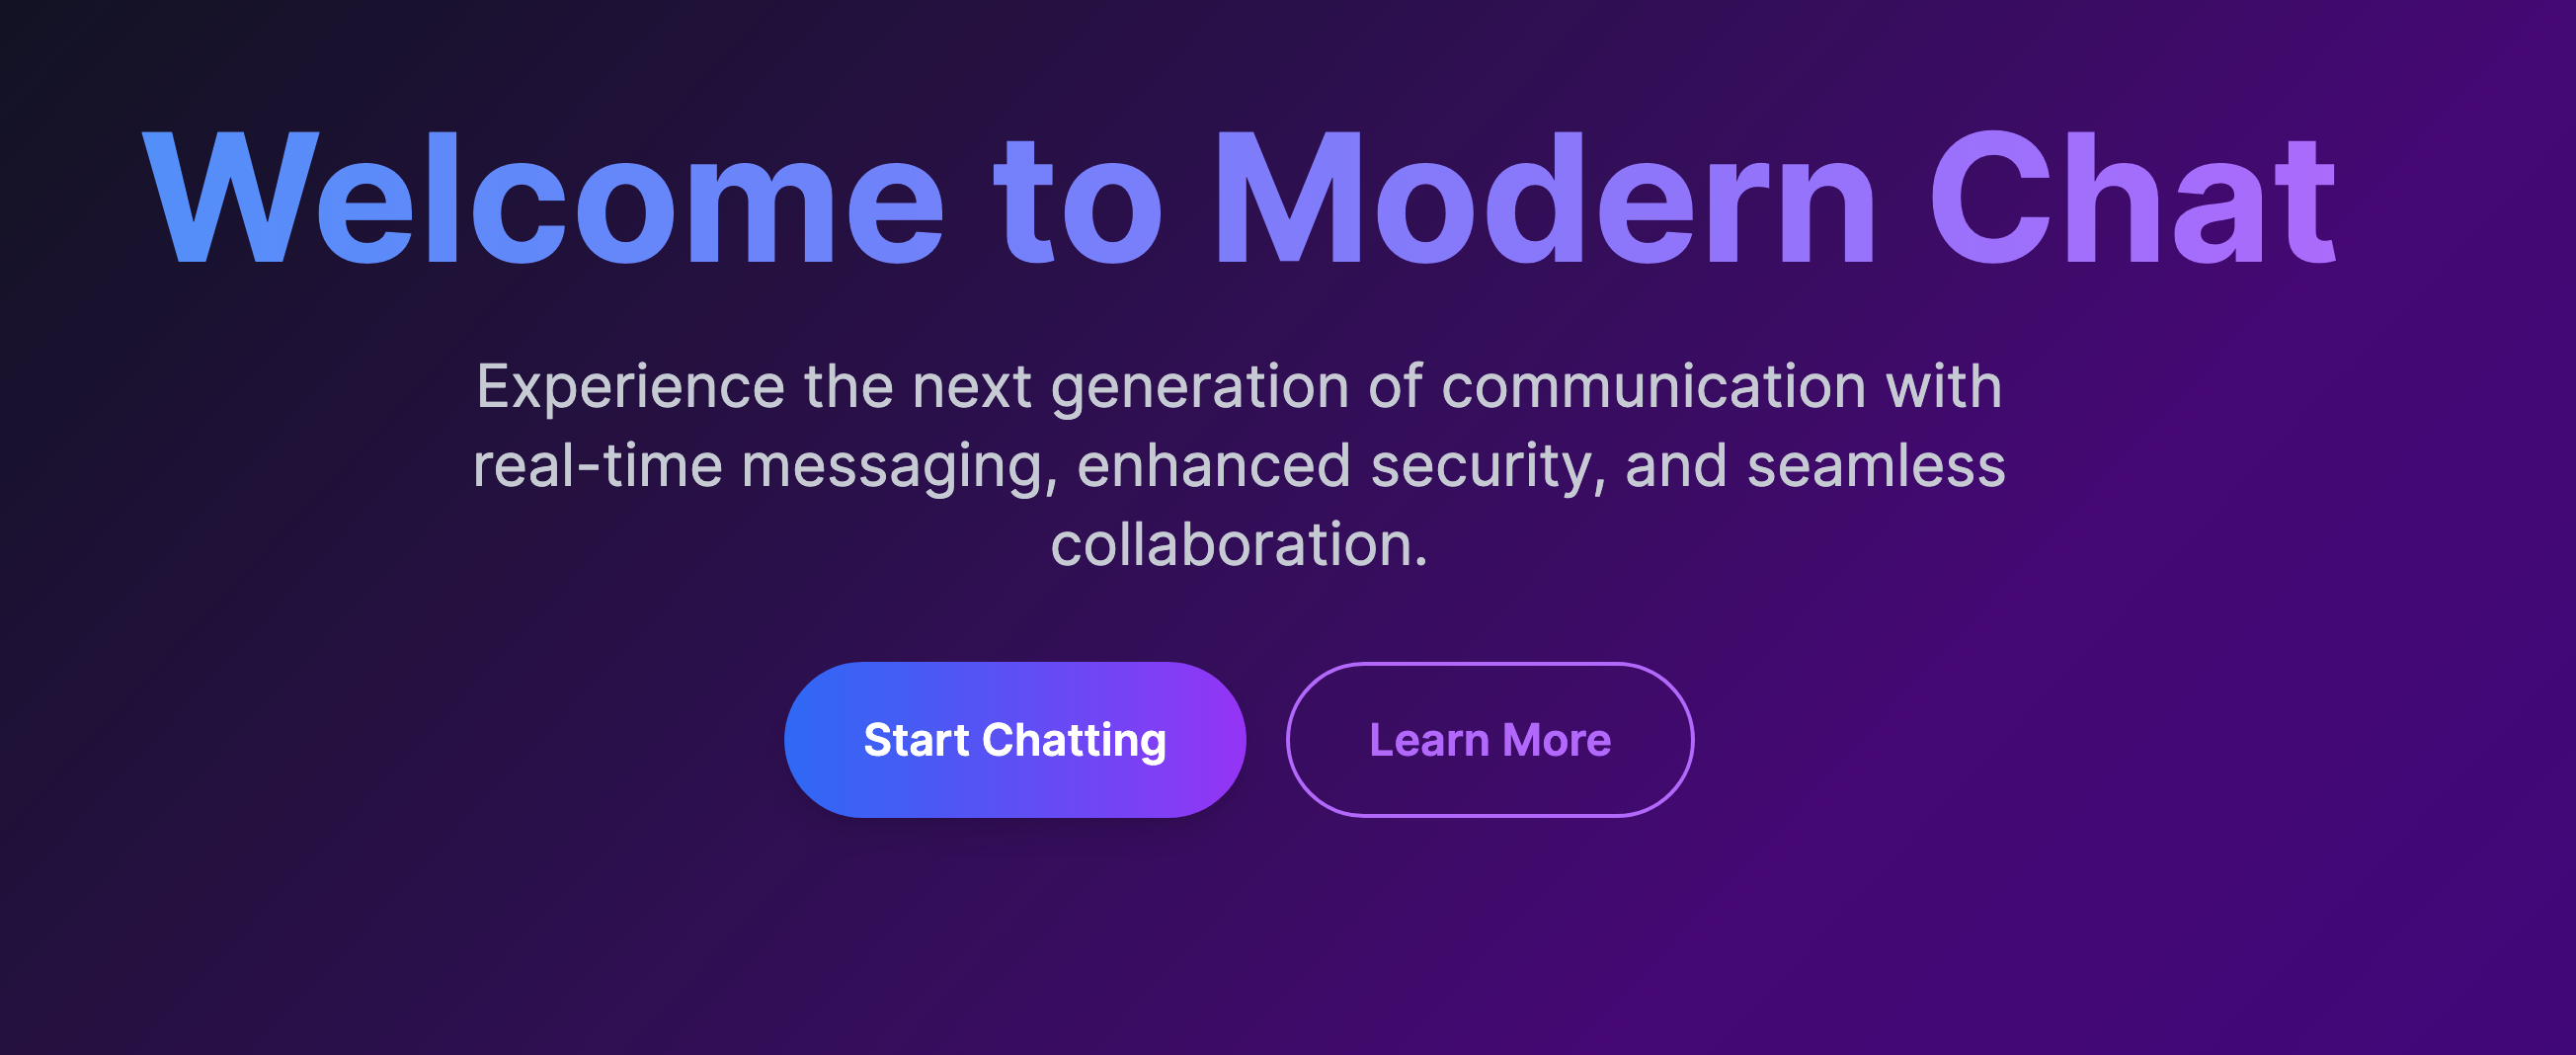 Welcome to Modern Chat
Experience the next generation of communication with
real-time messaging, enhanced security, and seamless
collaboration.
Start Chatting
Learn More